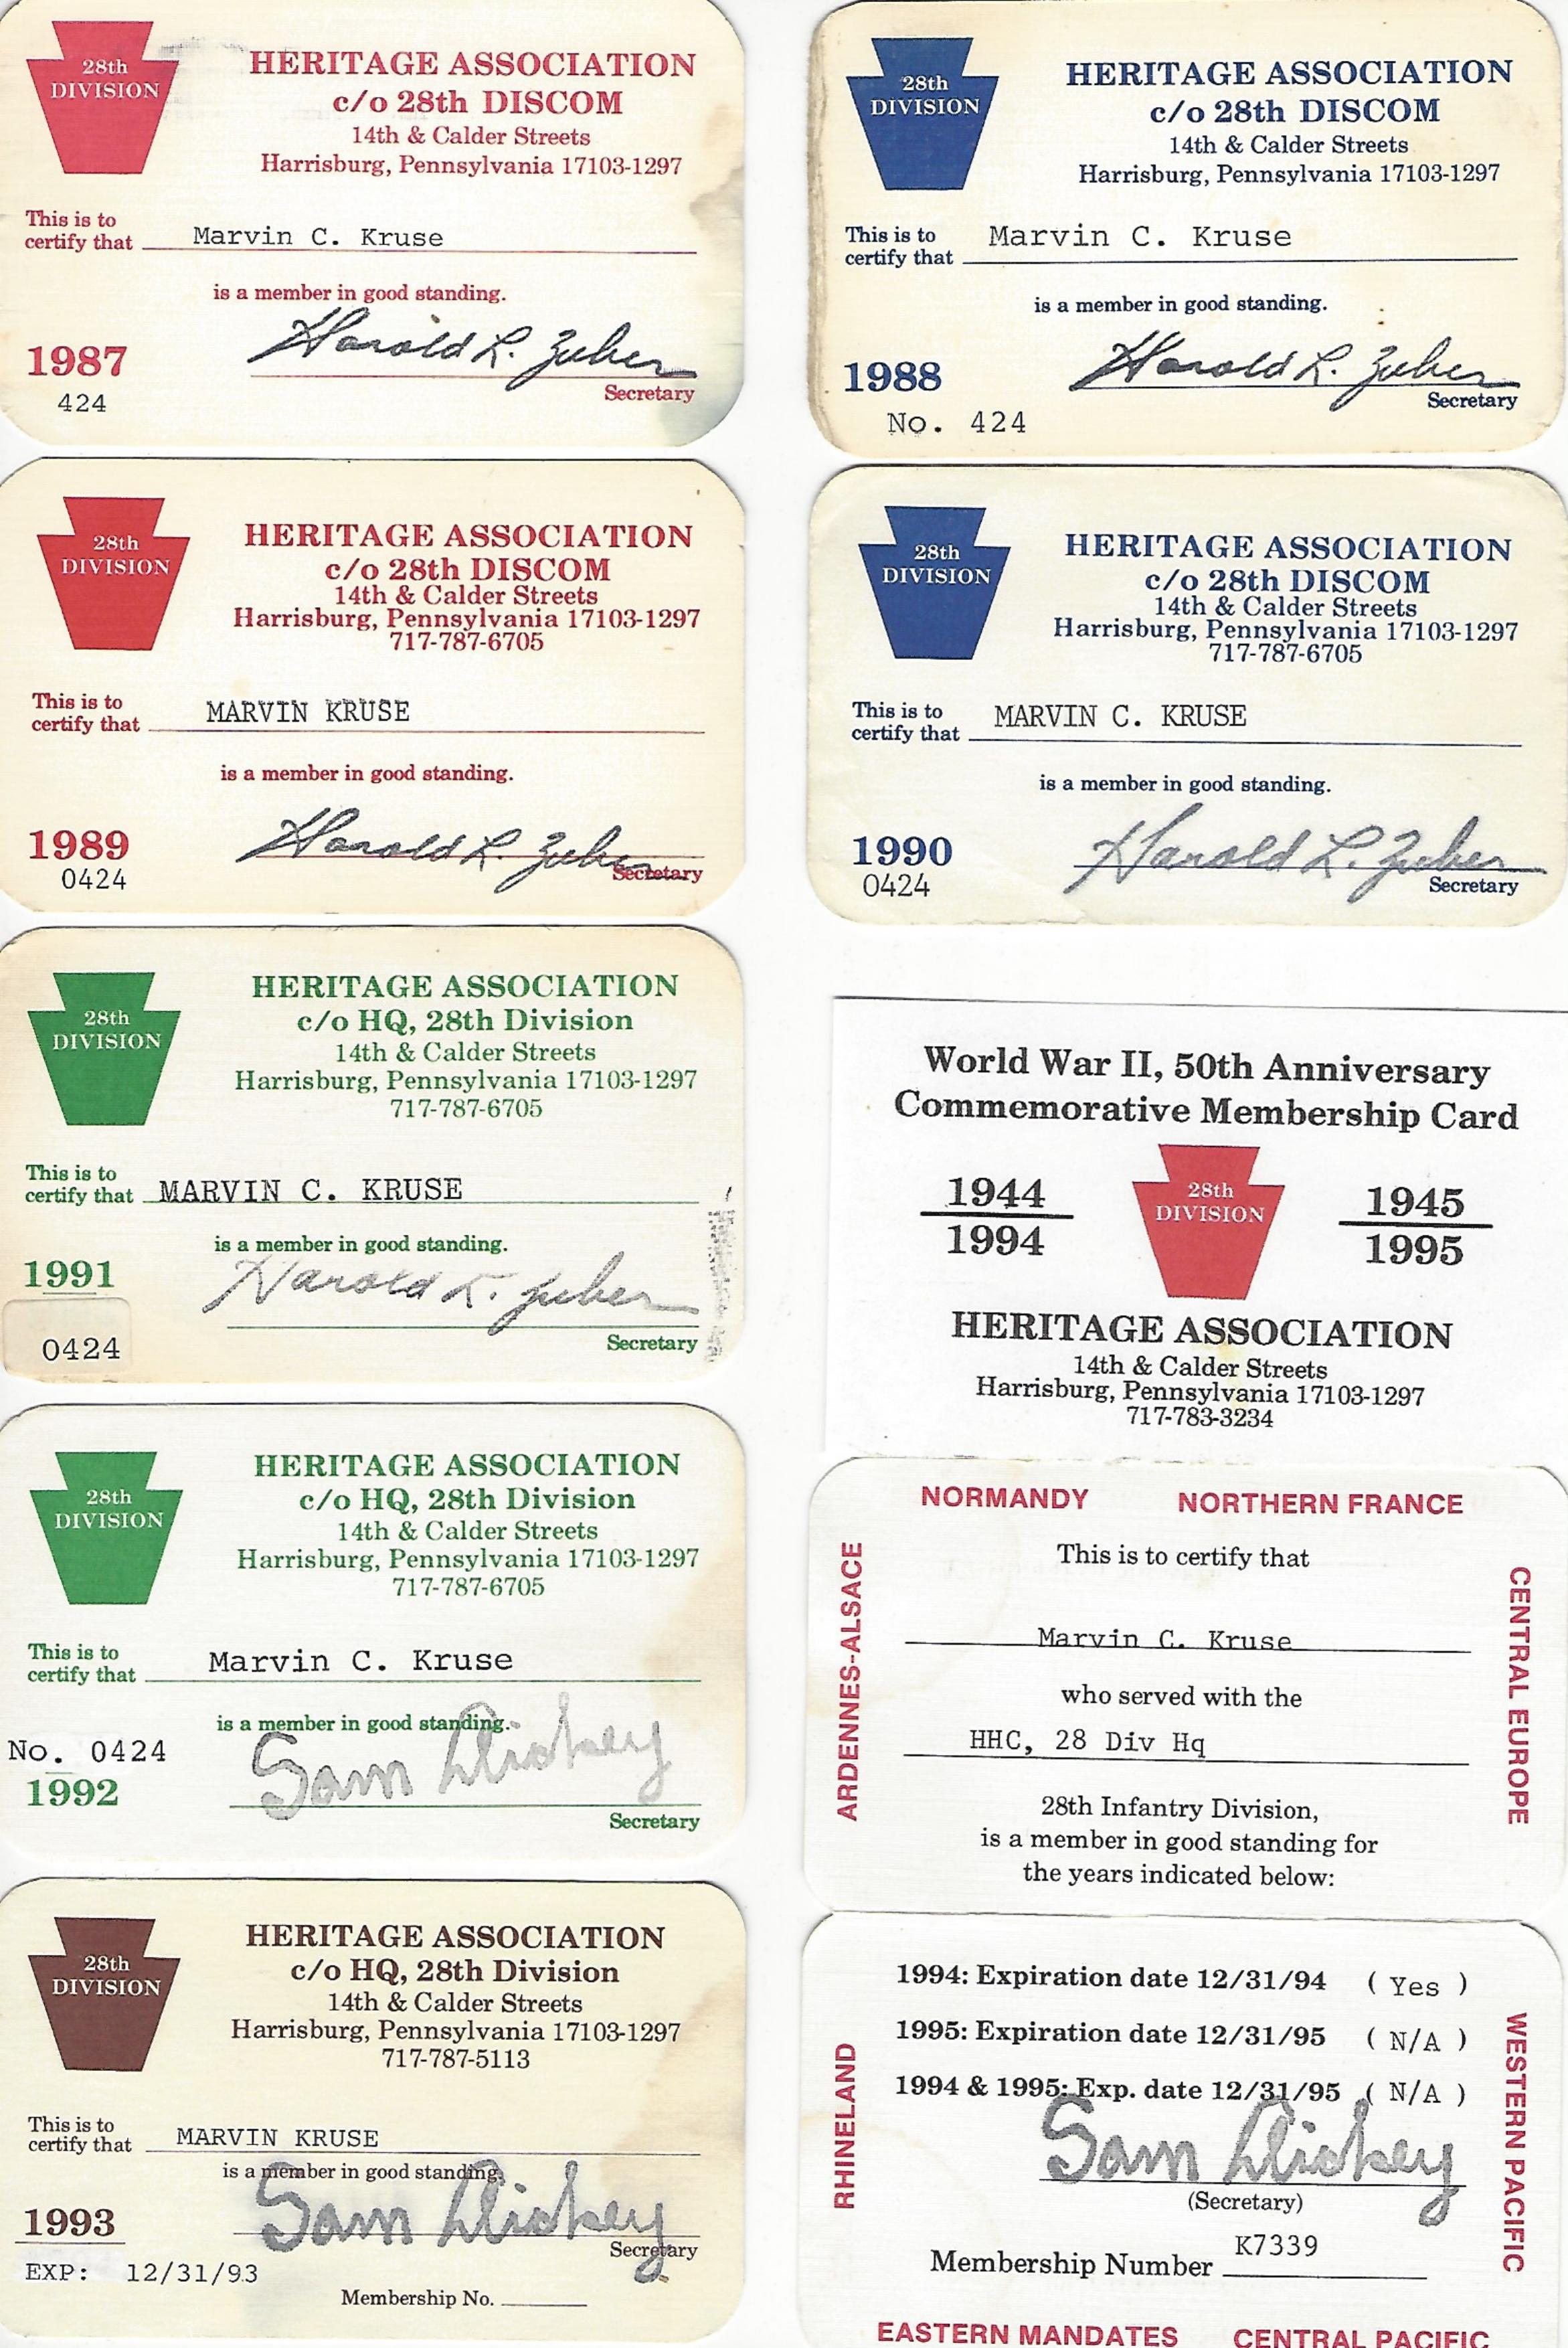 28th
DIVISION
HERITAGE ASSOCIATION
c/o 28th DISCOM
14th & Calder Streets
Harrisburg, Pennsylvania 17103-1297
This is to
certify that Marvin C. Kruse
is a member in good standing.
Harold L. Zuber
1987
Secretary
424
28th
DIVISION
HERITAGE ASSOCIATION
c/o 28th DISCOM
14th & Calder Streets
Harrisburg, Pennsylvania 17103-1297
This is to
certify that Marvin C. Kruse
is a member in good standing.
Harold L. Zuber
1988
Secretary
No. 424
28th
DIVISION
HERITAGE ASSOCIATION
c/o 28th DISCOM
14th & Calder Streets
Harrisburg, Pennsylvania 17103-1297
717-787-6705
This is to
certify that MARVIN KRUSE
is a member in good standing.
Harold L. Zuber
1989
Secretary
0424
28th
DIVISION
HERITAGE ASSOCIATION
c/o 28th DISCOM
14th & Calder Streets
Harrisburg, Pennsylvania 17103-1297
717-787-6705
This is to
certify that MARVIN C. KRUSE
is a member in good standing.
Harold L. Zuber
1990
Secretary
0424
28th
DIVISION
HERITAGE ASSOCIATION
c/o HQ, 28th Division
14th & Calder Streets
Harrisburg, Pennsylvania 17103-1297
717-787-6705
This is to
certify that MARVIN C. KRUSE
is a member in good standing.
1991
Harold L. Zuber
Secretary
0424
World War II, 50th Anniversary
Commemorative Membership Card
1944
1994
28th
DIVISION
1945
1995
HERITAGE ASSOCIATION
14th & Calder Streets
Harrisburg, Pennsylvania 17103-1297
717-783-3234
28th
DIVISION
HERITAGE ASSOCIATION
c/o HQ, 28th Division
14th & Calder Streets
Harrisburg, Pennsylvania 17103-1297
717-787-6705
This is to
certify that Marvin C. Kruse
is a member in good standing.
No. 0424
Sam Dickey
1992
Secretary
NORMANDY NORTHERN FRANCE
ARDENNES-ALSACE
CENTRAL EUROPE
This is to certify that
Marvin C. Kruse
who served with the
HHC, 28 Div Hq
28th Infantry Division,
is a member in good standing for
the years indicated below:
28th
DIVISION
HERITAGE ASSOCIATION
c/o HQ, 28th Division
14th & Calder Streets
Harrisburg, Pennsylvania 17103-1297
717-787-5113
This is to
certify that MARVIN KRUSE
is a member in good standing.
1993
Sam Dickey
Secretary
EXP: 12/31/93
Membership No.
1994: Expiration date 12/31/94 ( Yes )
1995: Expiration date 12/31/95 ( N/A )
1994 & 1995: Exp. date 12/31/95 ( N/A )
RHINELAND
WESTERN PACIFIC
Sam Dickey
(Secretary)
Membership Number K7339
EASTERN MANDATES CENTRAL PACIFIC